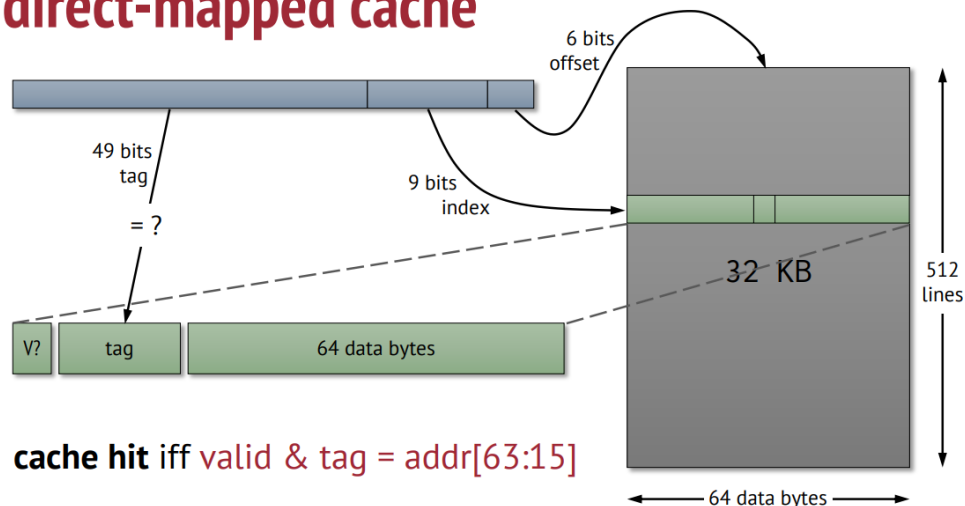 direct-mapped cache
6 bits
offset
49 bits
tag
9 bits
index
= ?
32 KB
512
lines
V?
tag
64 data bytes
cache hit iff valid & tag = addr[63:15]
64 data bytes